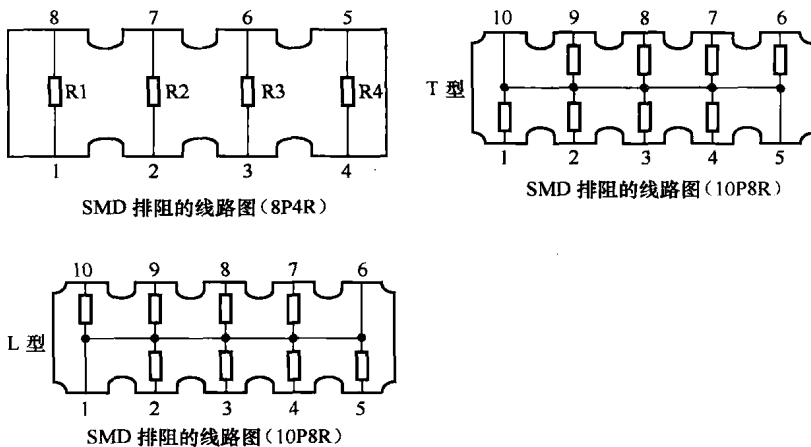 8 7 6 5
R1 R2 R3 R4
1 2 3 4
SMD 排阻的线路图(8P4R)
10 9 8 7 6
T 型
1 2 3 4 5
SMD 排阻的线路图(10P8R)
10 9 8 7 6
L 型
1 2 3 4 5
SMD 排阻的线路图(10P8R)